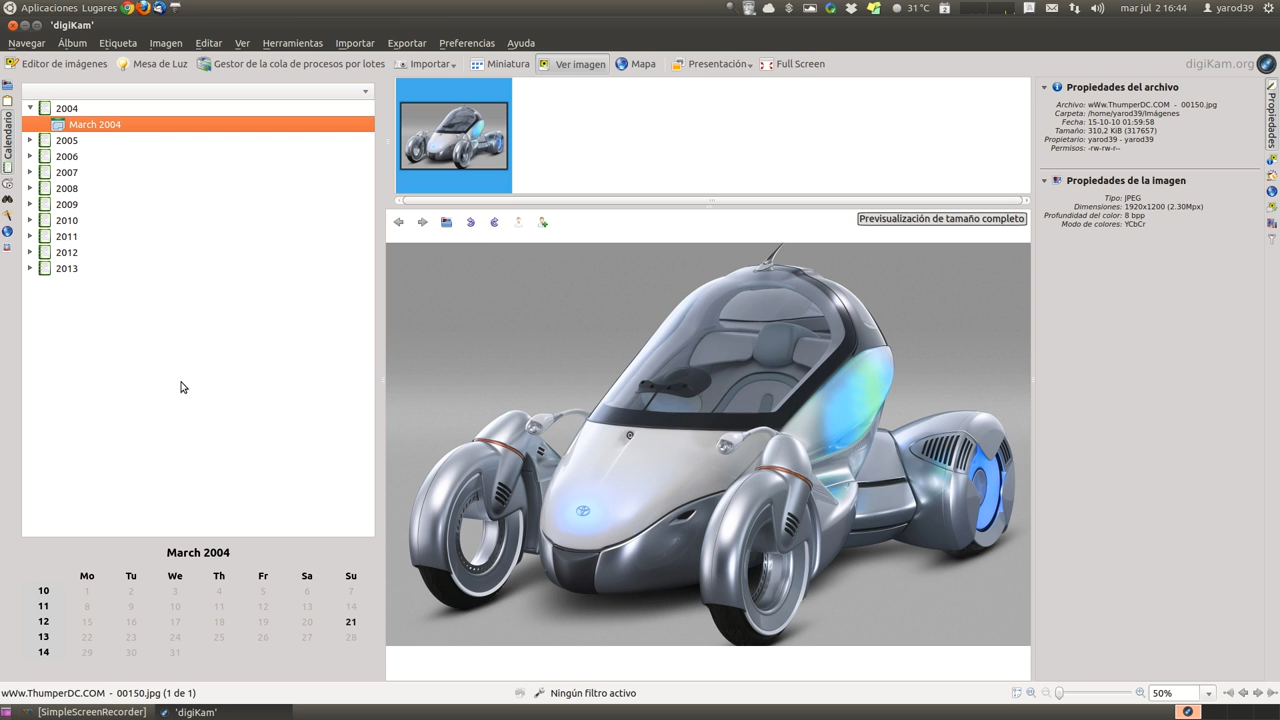 Aplicaciones Lugares
31°C
2
A
mar jul 2 16:44
yarod39
'digiKam'
Navegar Álbum Etiqueta Imagen Editar Ver Herramientas Importar Exportar Preferencias Ayuda
Editor de imágenes Mesa de Luz Gestor de la cola de procesos por lotes Importar Miniatura Ver imagen Mapa Presentación Full Screen
digiKam.org
Calendario
2004
March 2004
2005
2006
2007
2008
2009
2010
2011
2012
2013
Previsualización de tamaño completo
Propiedades del archivo
Archivo: wWw.ThumperDC.COM - 00150.jpg
Carpeta: /home/yarod39/Imágenes
Fecha: 15-10-10 01:59:58
Tamaño: 310,2 KiB (317657)
Propietario: yarod39 - yarod39
Permisos: -rw-rw-r--
Propiedades de la imagen
Tipo: JPEG
Dimensiones: 1920x1200 (2.30Mpx)
Profundidad del color: 8 bpp
Modo de colores: YCbCr
Propiedades
March 2004
Mo Tu We Th Fr Sa Su
10 1 2 3 4 5 6 7
11 8 9 10 11 12 13 14
12 15 16 17 18 19 20 21
13 22 23 24 25 26 27 28
14 29 30 31
wWw.ThumperDC.COM - 00150.jpg (1 de 1)
Ningún filtro activo
50%
[SimpleScreenRecorder]
'digiKam'